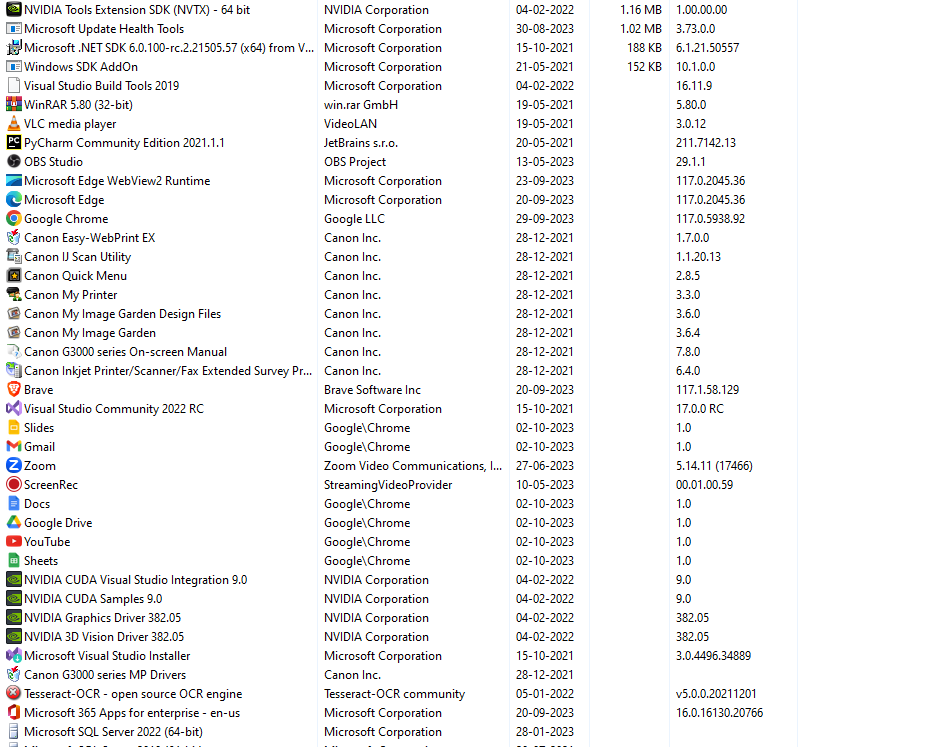 NVIDIA Tools Extension SDK (NVTX) - 64 bit NVIDIA Corporation 04-02-2022 1.16 MB 1.00.00.00
Microsoft Update Health Tools Microsoft Corporation 30-08-2023 1.02 MB 3.73.0.0
Microsoft .NET SDK 6.0.100-rc.2.21505.57 (x64) from V... Microsoft Corporation 15-10-2021 188 KB 6.1.21.50557
Windows SDK AddOn Microsoft Corporation 21-05-2021 152 KB 10.1.0.0
Visual Studio Build Tools 2019 Microsoft Corporation 04-02-2022 16.11.9
WinRAR 5.80 (32-bit) win.rar GmbH 19-05-2021 5.80.0
VLC media player VideoLAN 19-05-2021 3.0.12
PyCharm Community Edition 2021.1.1 JetBrains s.r.o. 20-05-2021 211.7142.13
OBS Studio OBS Project 13-05-2023 29.1.1
Microsoft Edge WebView2 Runtime Microsoft Corporation 23-09-2023 117.0.2045.36
Microsoft Edge Microsoft Corporation 20-09-2023 117.0.2045.36
Google Chrome Google LLC 29-09-2023 117.0.5938.92
Canon Easy-WebPrint EX Canon Inc. 28-12-2021 1.7.0.0
Canon IJ Scan Utility Canon Inc. 28-12-2021 1.1.20.13
Canon Quick Menu Canon Inc. 28-12-2021 2.8.5
Canon My Printer Canon Inc. 28-12-2021 3.3.0
Canon My Image Garden Design Files Canon Inc. 28-12-2021 3.6.0
Canon My Image Garden Canon Inc. 28-12-2021 3.6.4
Canon G3000 series On-screen Manual Canon Inc. 28-12-2021 7.8.0
Canon Inkjet Printer/Scanner/Fax Extended Survey Pr... Canon Inc. 28-12-2021 6.4.0
Brave Brave Software Inc 20-09-2023 117.1.58.129
Visual Studio Community 2022 RC Microsoft Corporation 15-10-2021 17.0.0 RC
Slides Google\Chrome 02-10-2023 1.0
Gmail Google\Chrome 02-10-2023 1.0
Zoom Zoom Video Communications, I... 27-06-2023 5.14.11 (17466)
ScreenRec StreamingVideoProvider 10-05-2023 00.01.00.59
Docs Google\Chrome 02-10-2023 1.0
Google Drive Google\Chrome 02-10-2023 1.0
YouTube Google\Chrome 02-10-2023 1.0
Sheets Google\Chrome 02-10-2023 1.0
NVIDIA CUDA Visual Studio Integration 9.0 NVIDIA Corporation 04-02-2022 9.0
NVIDIA CUDA Samples 9.0 NVIDIA Corporation 04-02-2022 9.0
NVIDIA Graphics Driver 382.05 NVIDIA Corporation 04-02-2022 382.05
NVIDIA 3D Vision Driver 382.05 NVIDIA Corporation 04-02-2022 382.05
Microsoft Visual Studio Installer Microsoft Corporation 15-10-2021 3.0.4496.34889
Canon G3000 series MP Drivers Canon Inc. 28-12-2021
Tesseract-OCR - open source OCR engine Tesseract-OCR community 05-01-2022 v5.0.0.20211201
Microsoft 365 Apps for enterprise - en-us Microsoft Corporation 20-09-2023 16.0.16130.20766
Microsoft SQL Server 2022 (64-bit) Microsoft Corporation 28-01-2023